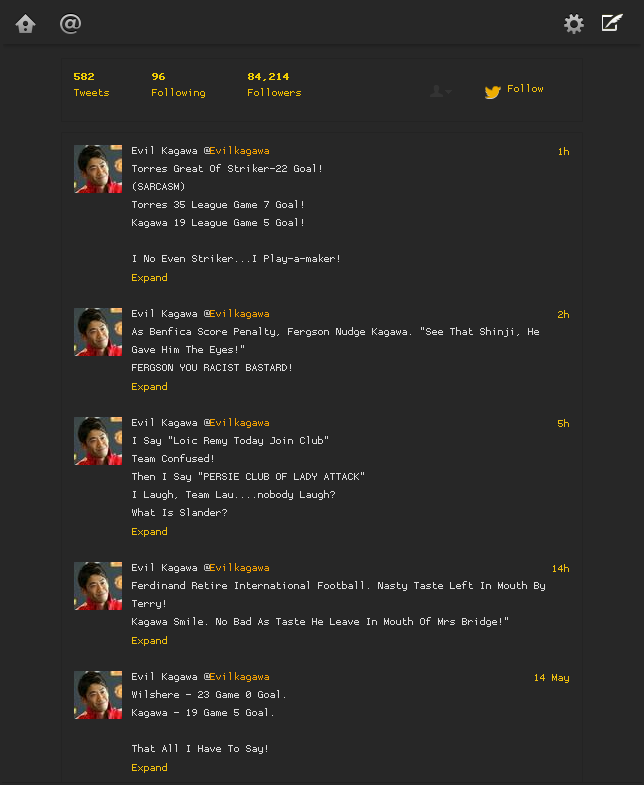 582 96 84,214
Tweets Following Followers
Follow
Evil Kagawa @Evilkagawa 1h
Torres Great Of Striker-22 Goal!
(SARCASM)
Torres 35 League Game 7 Goal!
Kagawa 19 League Game 5 Goal!
I No Even Striker...I Play-a-maker!
Expand
Evil Kagawa @Evilkagawa 2h
As Benfica Score Penalty, Fergson Nudge Kagawa. "See That Shinji, He
Gave Him The Eyes!"
FERGSON YOU RACIST BASTARD!
Expand
Evil Kagawa @Evilkagawa 5h
I Say "Loic Remy Today Join Club"
Team Confused!
Then I Say "PERSIE CLUB OF LADY ATTACK"
I Laugh, Team Lau....nobody Laugh?
What Is Slander?
Expand
Evil Kagawa @Evilkagawa 14h
Ferdinand Retire International Football. Nasty Taste Left In Mouth By
Terry!
Kagawa Smile. No Bad As Taste He Leave In Mouth Of Mrs Bridge!"
Expand
Evil Kagawa @Evilkagawa 14 May
Wilshere - 23 Game 0 Goal.
Kagawa - 19 Game 5 Goal.
That All I Have To Say!
Expand